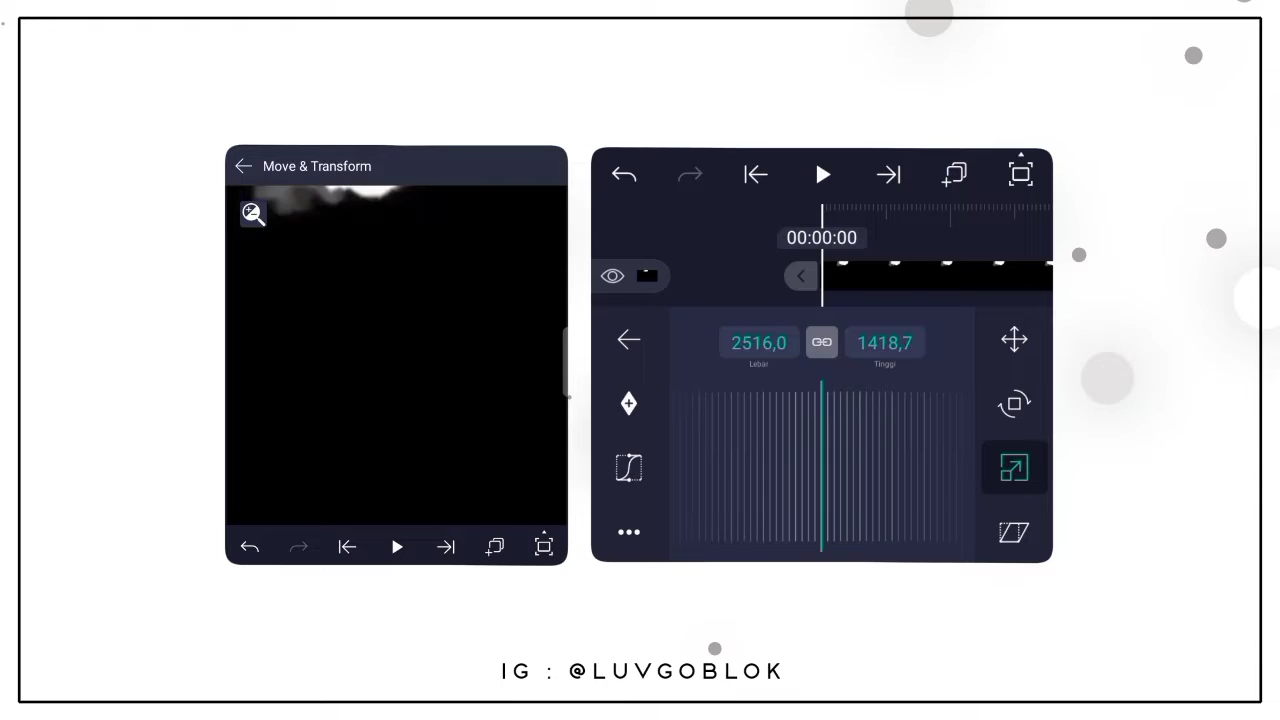 Move & Transform
00:00:00
2516,0
1418,7
Lebar
Tinggi
IG : @LUVGOBLOK